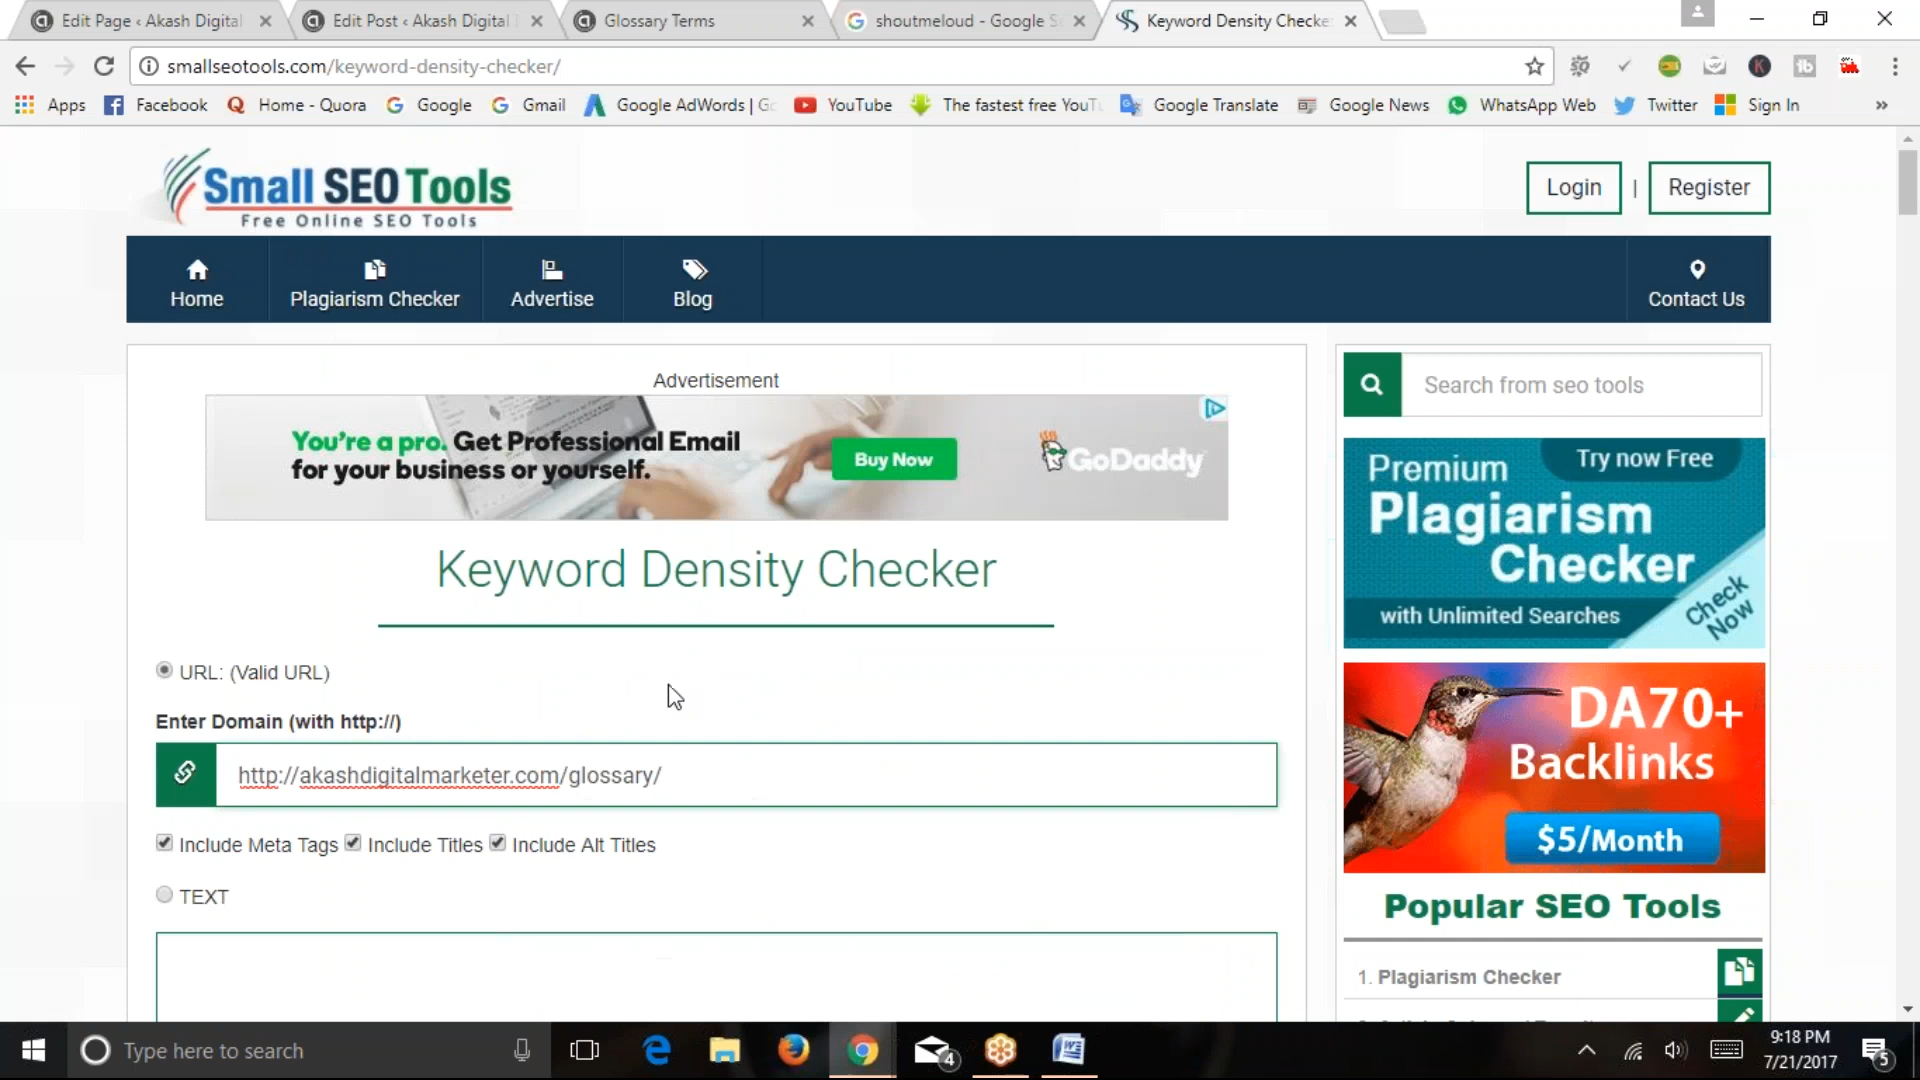 Edit Page ‹ Akash Digital
Edit Post ‹ Akash Digital
Glossary Terms
shoutmeloud - Google S
Keyword Density Checke
smallseotools.com/keyword-density-checker/
Apps
Facebook
Home - Quora
Google
Gmail
Google AdWords | G
YouTube
The fastest free YouT
Google Translate
Google News
WhatsApp Web
Twitter
Sign In
»
Small SEO Tools
Free Online SEO Tools
Login | Register
Home
Plagiarism Checker
Advertise
Blog
Contact Us
Advertisement
You're a pro. Get Professional Email
for your business or yourself.
Buy Now
GoDaddy
Search from seo tools
Keyword Density Checker
Try now Free
Premium
Plagiarism
Checker
with Unlimited Searches
Check
Now
URL: (Valid URL)
Enter Domain (with http://)
http://akashdigitalmarketer.com/glossary/
Include Meta Tags Include Titles Include Alt Titles
TEXT
DA70+
Backlinks
$5/Month
Popular SEO Tools
1. Plagiarism Checker
Type here to search
4
9:18 PM
7/21/2017
5